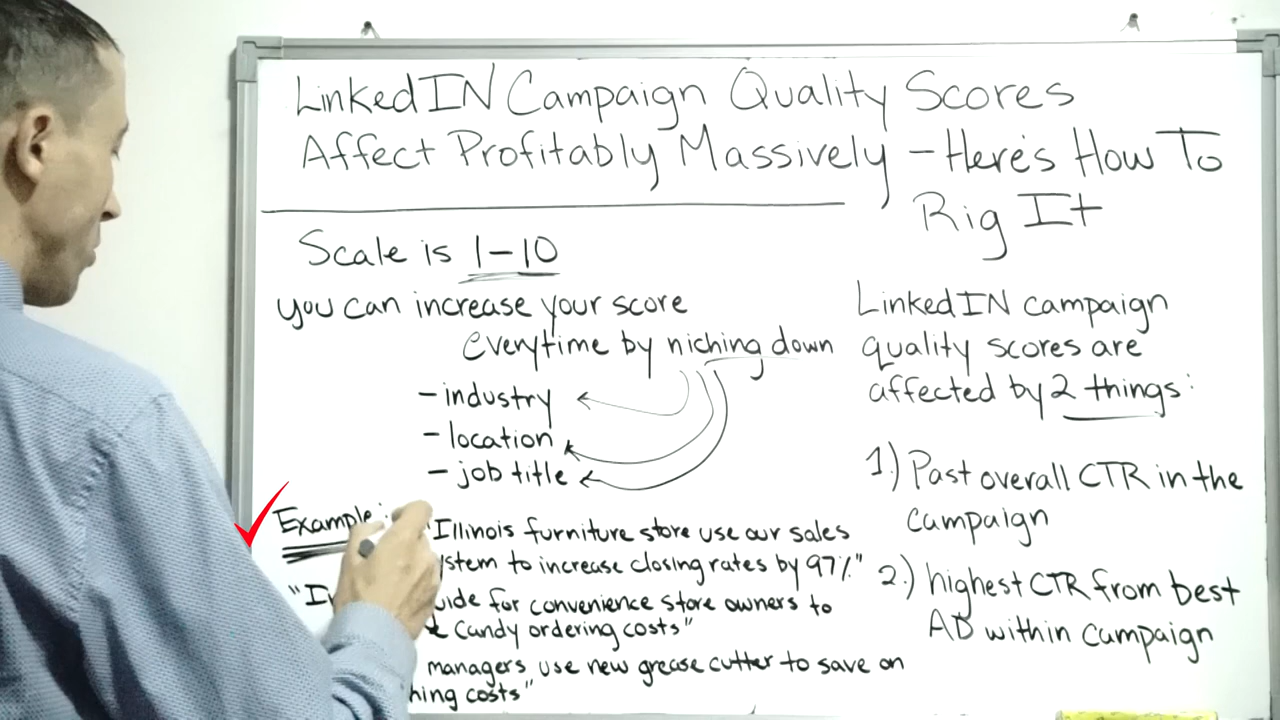 LinkedIN Campaign Quality Scores
Affect Profitably Massively - Here's How To
Rig It
Scale is 1-10
you can increase your score
everytime by niching down
- industry
- location
- job title
Example:
"Illinois furniture store use our sales
stem to increase closing rates by 97%."
for convenience store owners to
Candy ordering costs"
managers use new grease cutter to save on
costs"
LinkedIN campaign
quality scores are
affected by 2 things:
1.) Past overall CTR in the
campaign
2.) highest CTR from best
AD within campaign